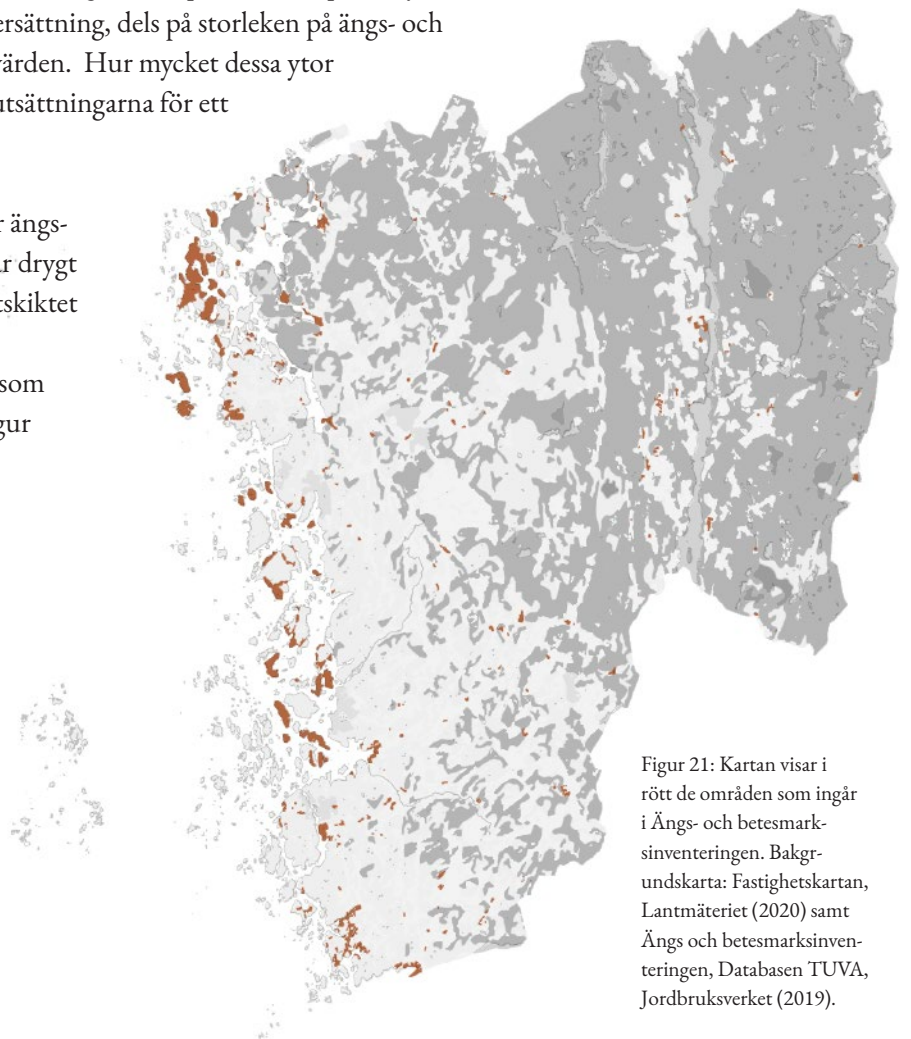 ersättning, dels på storleken på ängs- och
värden. Hur mycket dessa ytor
utsättningarna för ett
r ängs-
ar drygt
tskiktet
som
gur
Figur 21: Kartan visar i
rött de områden som ingår
i Ängs- och betesmark-
sinventeringen. Bakgr-
undskarta: Fastighetskartan,
Lantmäteriet (2020) samt
Ängs och betesmarksinven-
teringen, Databasen TUVA,
Jordbruksverket (2019).